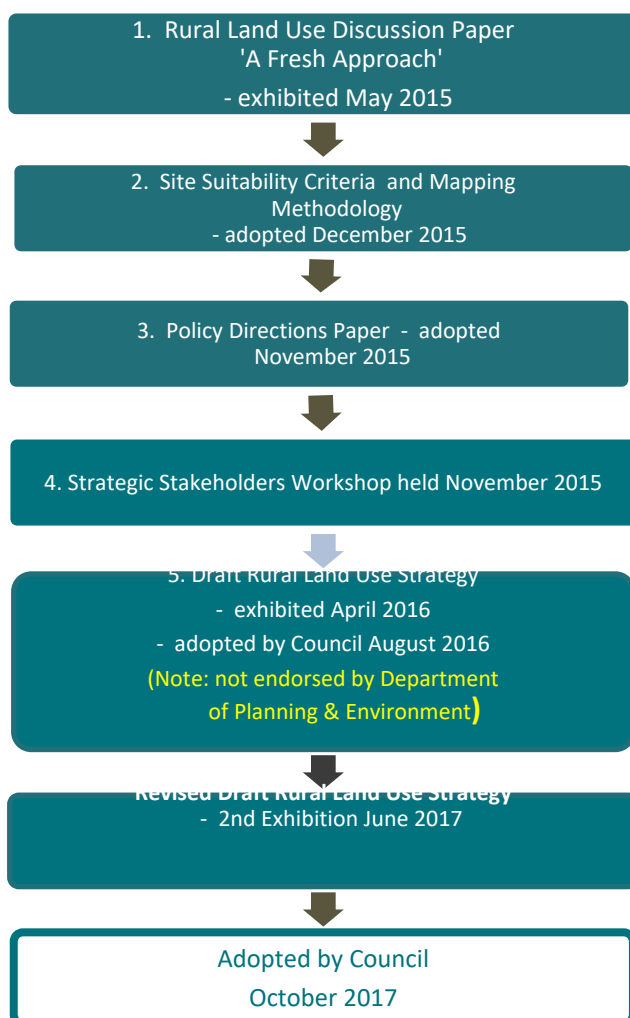 1. Rural Land Use Discussion Paper
'A Fresh Approach'
- exhibited May 2015
2. Site Suitability Criteria and Mapping
Methodology
- adopted December 2015
3. Policy Directions Paper - adopted
November 2015
4. Strategic Stakeholders Workshop held November 2015
5. Draft Rural Land Use Strategy
- exhibited April 2016
- adopted by Council August 2016
(Note: not endorsed by Department
of Planning & Environment)
Revised Draft Rural Land Use Strategy
- 2nd Exhibition June 2017
Adopted by Council
October 2017